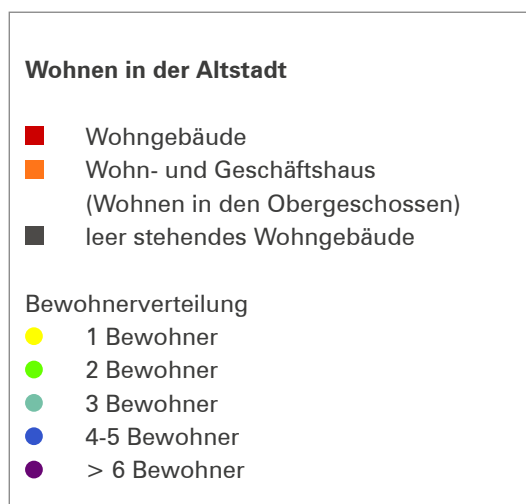 Wohnen in der Altstadt
Wohngebäude
Wohn- und Geschäftshaus
(Wohnen in den Obergeschossen)
leer stehendes Wohngebäude
Bewohnerverteilung
1 Bewohner
2 Bewohner
3 Bewohner
4-5 Bewohner
> 6 Bewohner